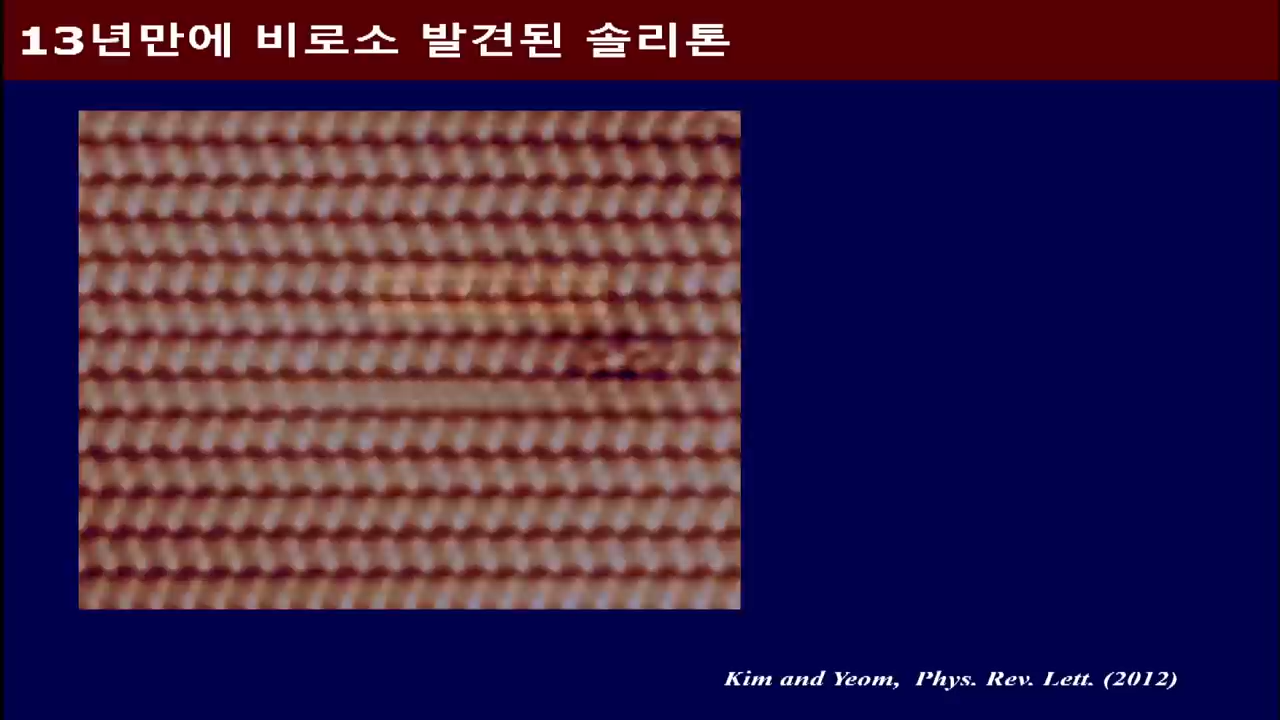 13년만에 비로소 발견된 솔리톤
Kim and Yeom, Phys. Rev. Lett. (2012)